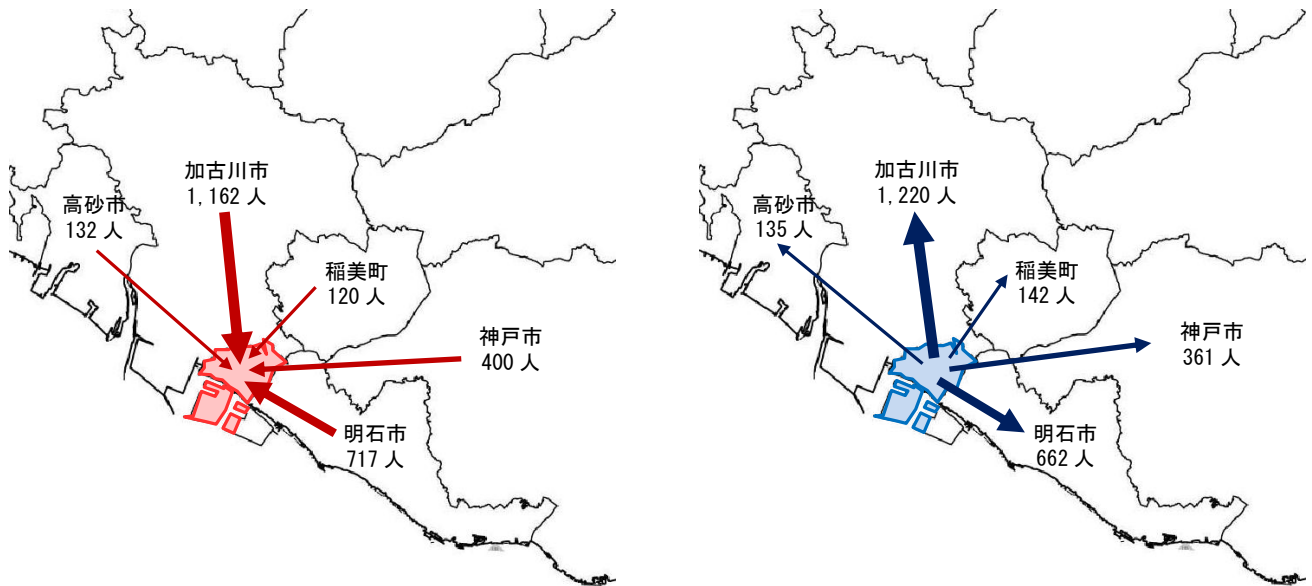 加古川市
1,162 人
高砂市
132 人
稲美町
120 人
神戸市
400 人
明石市
717 人
加古川市
1,220 人
高砂市
135 人
稲美町
142 人
神戸市
361 人
明石市
662 人